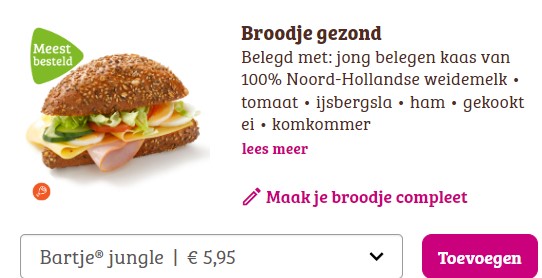 Meest
besteld
Broodje gezond
Belegd met: jong belegen kaas van
100% Noord-Hollandse weidemelk •
tomaat • ijsbergsla • ham • gekookt
ei • komkommer
lees meer
Maak je broodje compleet
Bartje® jungle | € 5,95
Toevoegen